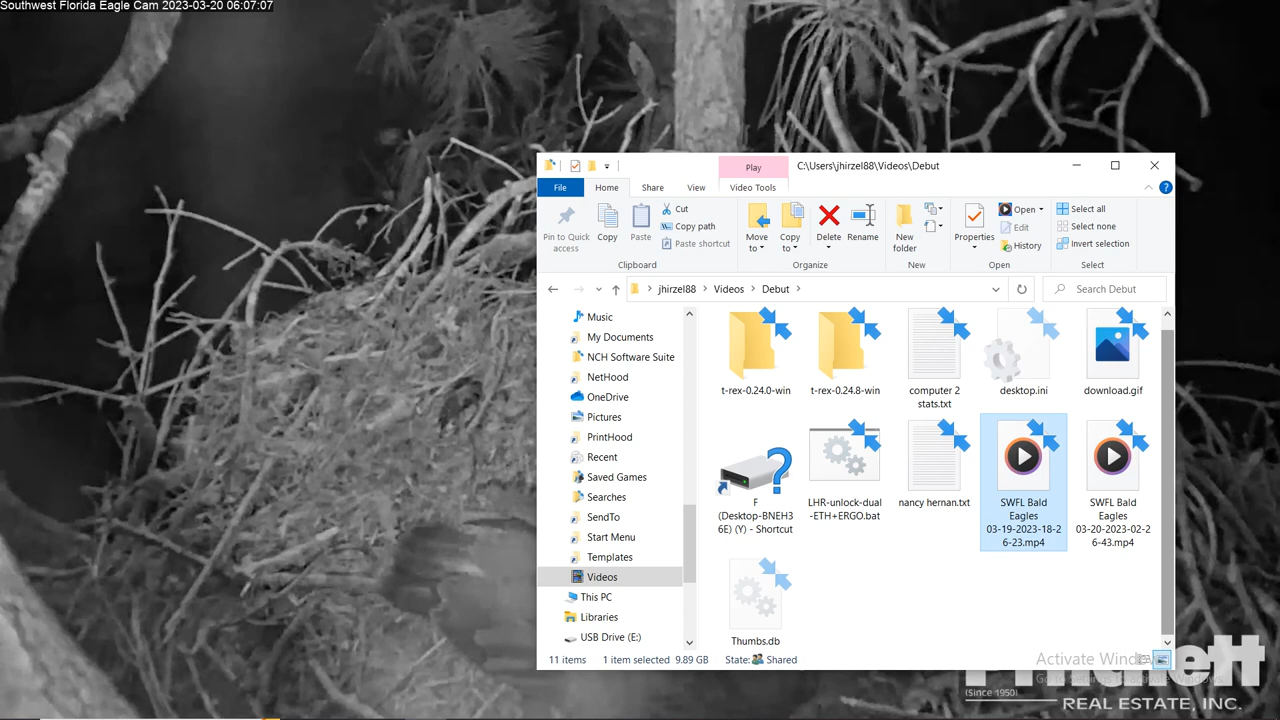 Southwest Florida Eagle Cam 2023-03-20 06:07:07
Play
C:\Users\jhirzel88\Videos\Debut
File
Home
Share
View
Video Tools
Pin to Quick
access
Copy
Paste
Cut
Copy path
Paste shortcut
Move
to
Copy
to
Delete
Rename
New
folder
Properties
Open
Edit
History
Select all
Select none
Invert selection
Clipboard
Organize
New
Open
Select
jhirzel88
Videos
Debut
Search Debut
Music
My Documents
NCH Software Suite
NetHood
OneDrive
Pictures
PrintHood
Recent
Saved Games
Searches
SendTo
Start Menu
Templates
Videos
This PC
Libraries
USB Drive (E:)
t-rex-0.24.0-win
t-rex-0.24.8-win
computer 2
stats.txt
desktop.ini
download.gif
F
(Desktop-BNEH3
6E) (Y) - Shortcut
LHR-unlock-dual
-ETH+ERGO.bat
nancy hernan.txt
SWFL Bald
Eagles
03-19-2023-18-2
6-23.mp4
SWFL Bald
Eagles
03-20-2023-02-2
6-43.mp4
Thumbs.db
11 items
1 item selected 9.89 GB
State:
Shared
Activate Windows
(Since 1950)
REAL ESTATE, INC.